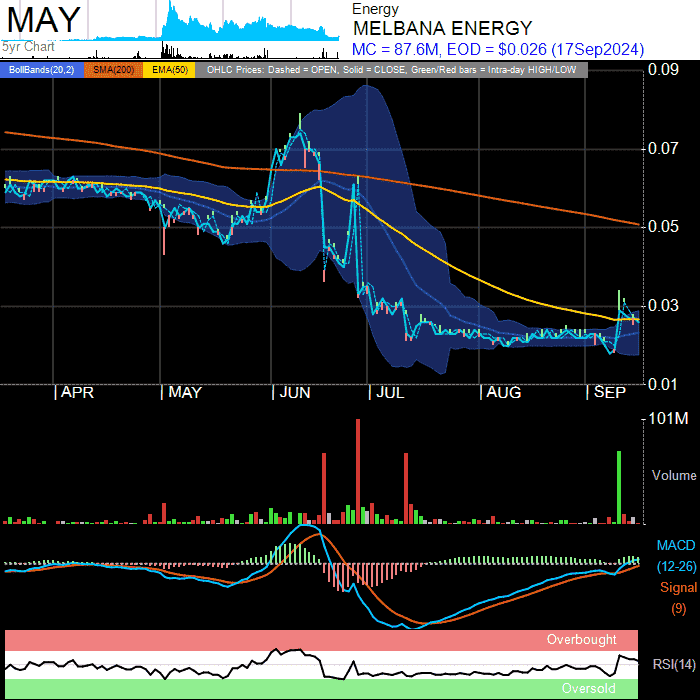 MAY
5yr Chart
Energy
MELBANA ENERGY
MC = 87.6M, EOD = $0.026 (17Sep2024)
BollBands(20,2) SMA(200) EMA(50) OHLC Prices: Dashed = OPEN, Solid = CLOSE, Green/Red bars = Intra-day HIGH/LOW
0.09
0.07
0.05
0.03
0.01
APR MAY JUN JUL AUG SEP
101M
Volume
MACD
(12-26)
Signal
(9)
Overbought
RSI(14)
Oversold